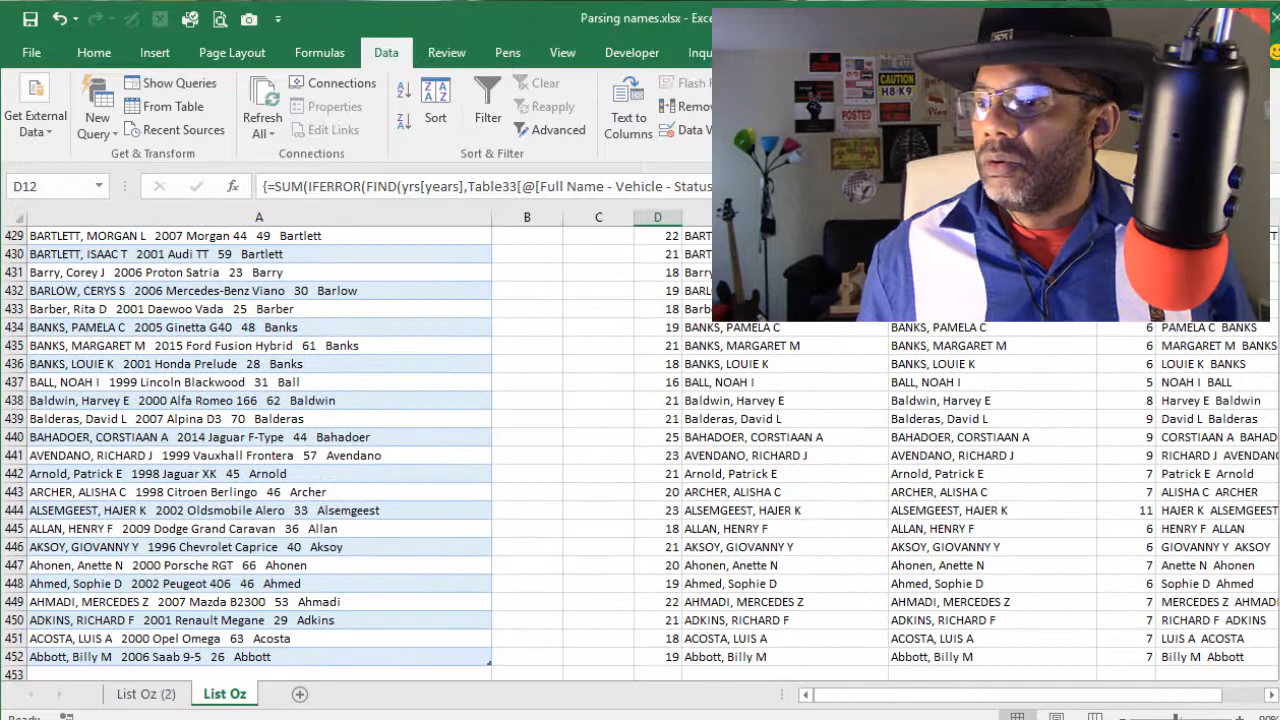 Parsing names.xlsx - Exce
File Home Insert Page Layout Formulas Data Review Pens View Developer Inqu
Get External Data
New Query
Show Queries
From Table
Recent Sources
Get & Transform
Refresh All
Connections
Properties
Edit Links
Connections
Sort
Filter
Clear
Reapply
Advanced
Sort & Filter
Text to Columns
Flash
Remov
Data V
CAUTION
H8 K9
POSTED
D12 fx {=SUM(IFERROR(FIND(yrs[years],Table33[@[Full Name - Vehicle - Status
A B C D
429 BARTLETT, MORGAN L 2007 Morgan 44 49 Bartlett 22 BART
430 BARTLETT, ISAAC T 2001 Audi TT 59 Bartlett 21 BART
431 Barry, Corey J 2006 Proton Satria 23 Barry 18 Barry
432 BARLOW, CERYS S 2006 Mercedes-Benz Viano 30 Barlow 19 BARL
433 Barber, Rita D 2001 Daewoo Vada 25 Barber 18 Barb
434 BANKS, PAMELA C 2005 Ginetta G40 48 Banks 19 BANKS, PAMELA C BANKS, PAMELA C 6 PAMELA C BANKS
435 BANKS, MARGARET M 2015 Ford Fusion Hybrid 61 Banks 21 BANKS, MARGARET M BANKS, MARGARET M 6 MARGARET M BANKS
436 BANKS, LOUIE K 2001 Honda Prelude 28 Banks 18 BANKS, LOUIE K BANKS, LOUIE K 6 LOUIE K BANKS
437 BALL, NOAH I 1999 Lincoln Blackwood 31 Ball 16 BALL, NOAH I BALL, NOAH I 5 NOAH I BALL
438 Baldwin, Harvey E 2000 Alfa Romeo 166 62 Baldwin 21 Baldwin, Harvey E Baldwin, Harvey E 8 Harvey E Baldwin
439 Balderas, David L 2007 Alpina D3 70 Balderas 21 Balderas, David L Balderas, David L 9 David L Balderas
440 BAHADOER, CORSTIAAN A 2014 Jaguar F-Type 44 Bahadoer 25 BAHADOER, CORSTIAAN A BAHADOER, CORSTIAAN A 9 CORSTIAAN A BAHAD
441 AVENDANO, RICHARD J 1999 Vauxhall Frontera 57 Avendano 23 AVENDANO, RICHARD J AVENDANO, RICHARD J 9 RICHARD J AVENDANO
442 Arnold, Patrick E 1998 Jaguar XK 45 Arnold 21 Arnold, Patrick E Arnold, Patrick E 7 Patrick E Arnold
443 ARCHER, ALISHA C 1998 Citroen Berlingo 46 Archer 20 ARCHER, ALISHA C ARCHER, ALISHA C 7 ALISHA C ARCHER
444 ALSEMGEEST, HAJER K 2002 Oldsmobile Alero 33 Alsemgeest 23 ALSEMGEEST, HAJER K ALSEMGEEST, HAJER K 11 HAJER K ALSEMGEEST
445 ALLAN, HENRY F 2009 Dodge Grand Caravan 36 Allan 18 ALLAN, HENRY F ALLAN, HENRY F 6 HENRY F ALLAN
446 AKSOY, GIOVANNY Y 1996 Chevrolet Caprice 40 Aksoy 21 AKSOY, GIOVANNY Y AKSOY, GIOVANNY Y 6 GIOVANNY Y AKSOY
447 Ahonen, Anette N 2000 Porsche RGT 66 Ahonen 20 Ahonen, Anette N Ahonen, Anette N 7 Anette N Ahonen
448 Ahmed, Sophie D 2002 Peugeot 406 46 Ahmed 19 Ahmed, Sophie D Ahmed, Sophie D 6 Sophie D Ahmed
449 AHMADI, MERCEDES Z 2007 Mazda B2300 53 Ahmadi 22 AHMADI, MERCEDES Z AHMADI, MERCEDES Z 7 MERCEDES Z AHMAD
450 ADKINS, RICHARD F 2001 Renault Megane 29 Adkins 21 ADKINS, RICHARD F ADKINS, RICHARD F 7 RICHARD F ADKINS
451 ACOSTA, LUIS A 2000 Opel Omega 63 Acosta 18 ACOSTA, LUIS A ACOSTA, LUIS A 7 LUIS A ACOSTA
452 Abbott, Billy M 2006 Saab 9-5 26 Abbott 19 Abbott, Billy M Abbott, Billy M 7 Billy M Abbott
453
List Oz (2) List Oz
Ready